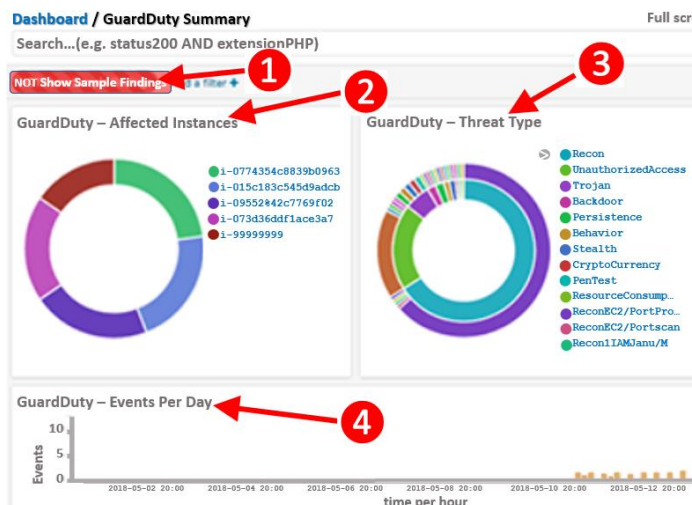 Dashboard / GuardDuty Summary
Full scr
Search...(e.g. status200 AND extensionPHP)
NOT Show Sample Findings
d a filter +
1
2
3
GuardDuty – Affected Instances
GuardDuty – Threat Type
i-0774354c8839b0963
i-015c183c545d9adcb
i-09552k42c7769f02
i-073d36ddf1ace3a7
i-99999999
Recon
UnauthorizedAccess
Trojan
Backdoor
Persistence
Behavior
Stealth
CryptoCurrency
PenTest
ResourceConsump…
ReconEC2/PortPro…
ReconEC2/Portscan
Recon1IAMJanu/M
GuardDuty – Events Per Day
4
10
5
0
Events
2018-05-02 20:00
2018-05-04 20:00
2018-05-06 20:00
2018-05-08 20:00
2018-05-10 20:00
2018-05-12 20:00
time per hour